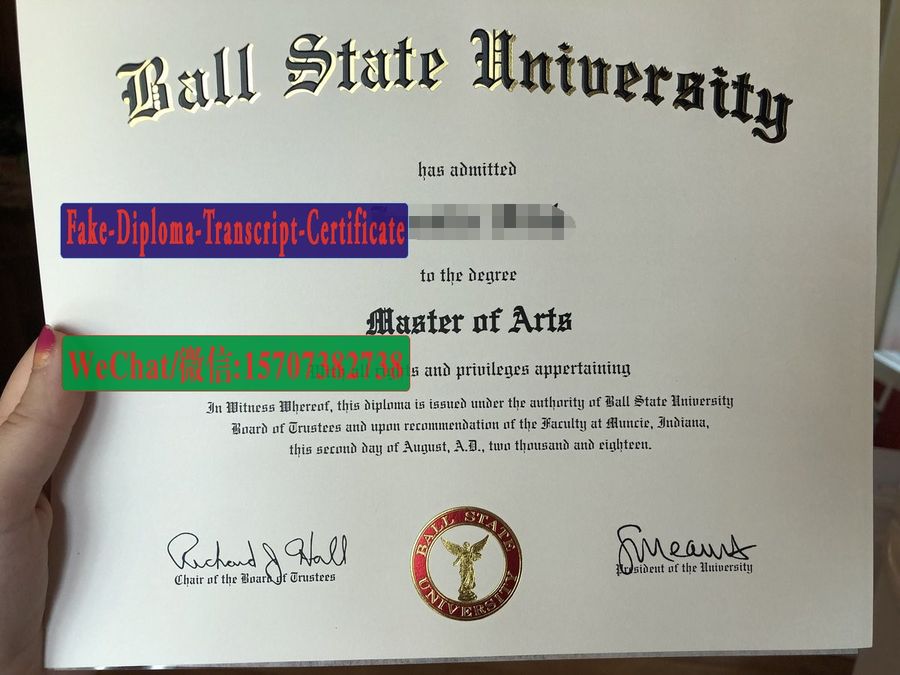 Ball State University
has admitted
Fake-Diploma-Transcript-Certificate
to the degree
Master of Arts
WeChat/微信:15707382738
s and privileges appertaining
In Witness Whereof, this diploma is issued under the authority of Ball State University
Board of Trustees and upon recommendation of the Faculty at Muncie, Indiana,
this second day of August, A.D., two thousand and eighteen.
Richard J Hall
Chair of the Board of Trustees
President of the University
BALL STATE
UNIVERSITY